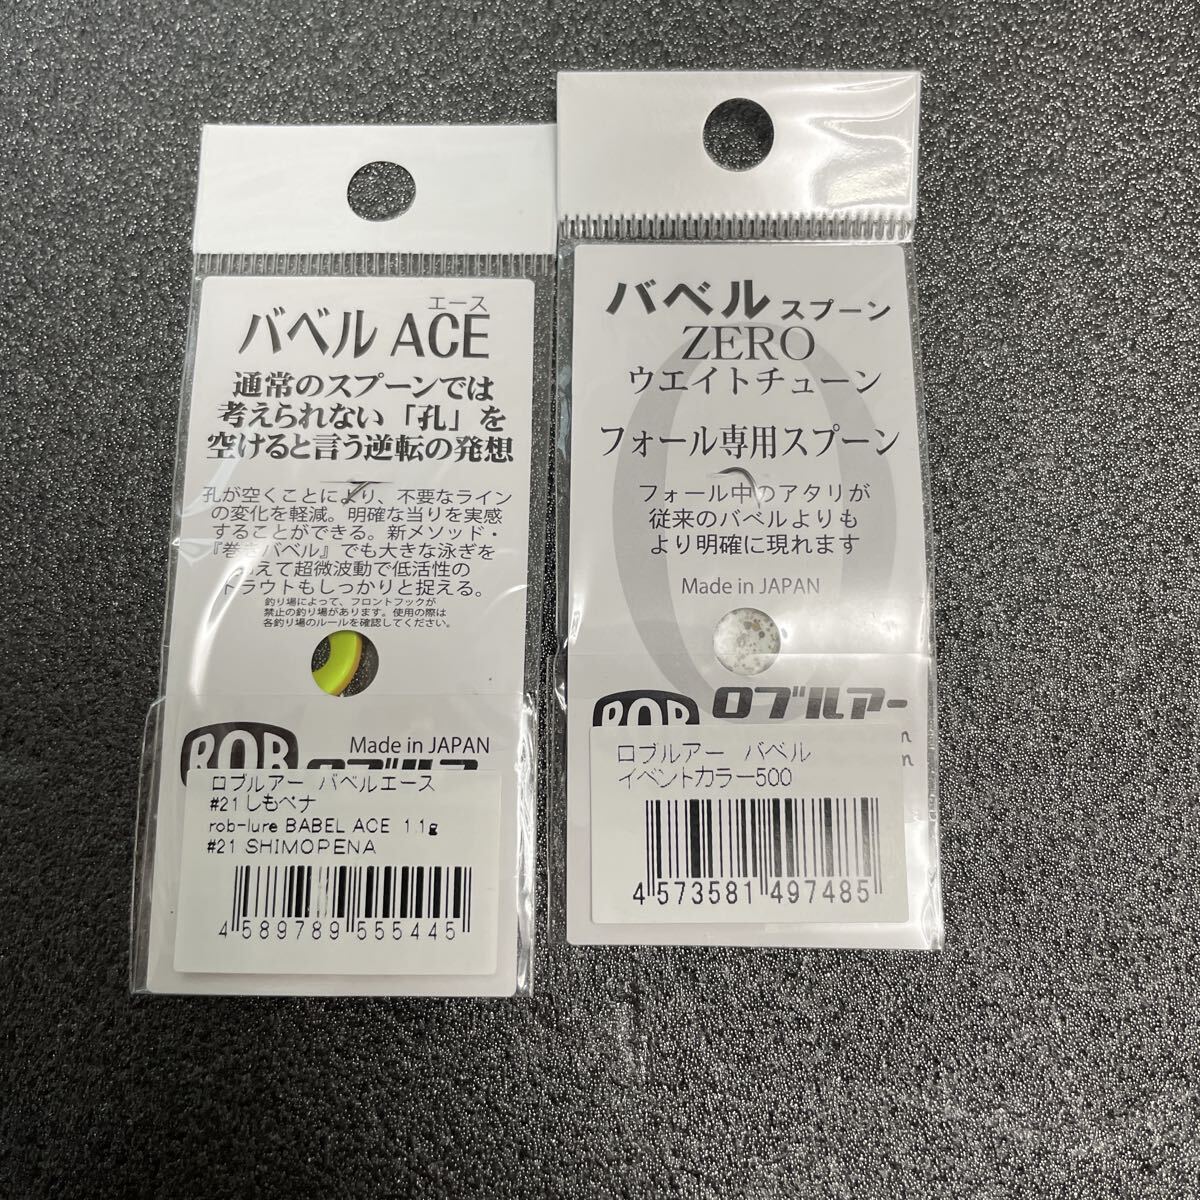 エース
バベル ACE
通常のスプーンでは
考えられない「孔」を
空けると言う逆転の発想
孔が空くことにより、不要なライン
の変化を軽減。明確な当りを実感
することができる。新メソッド・
『巻きバベル』でも大きな泳ぎを
えて超微波動で低活性の
トラウトもしっかりと捉える。
釣り場によって、フロントフックが
禁止の釣り場があります。使用の際は
各釣り場のルールを確認してください。
ROB
Made in JAPAN
ロブルアー
ロブルアー バベルエース
#21しもペナ
rob-lure BABEL ACE 1.1g
#21 SHIMOPENA
4 589789 555445
バベル スプーン
ZERO
ウエイトチューン
フォール専用スプーン
フォール中のアタリが
従来のバベルよりも
より明確に現れます
Made in JAPAN
ROB ロブルアー
ロブルアー バベル
イベントカラー500
4 573581 497485